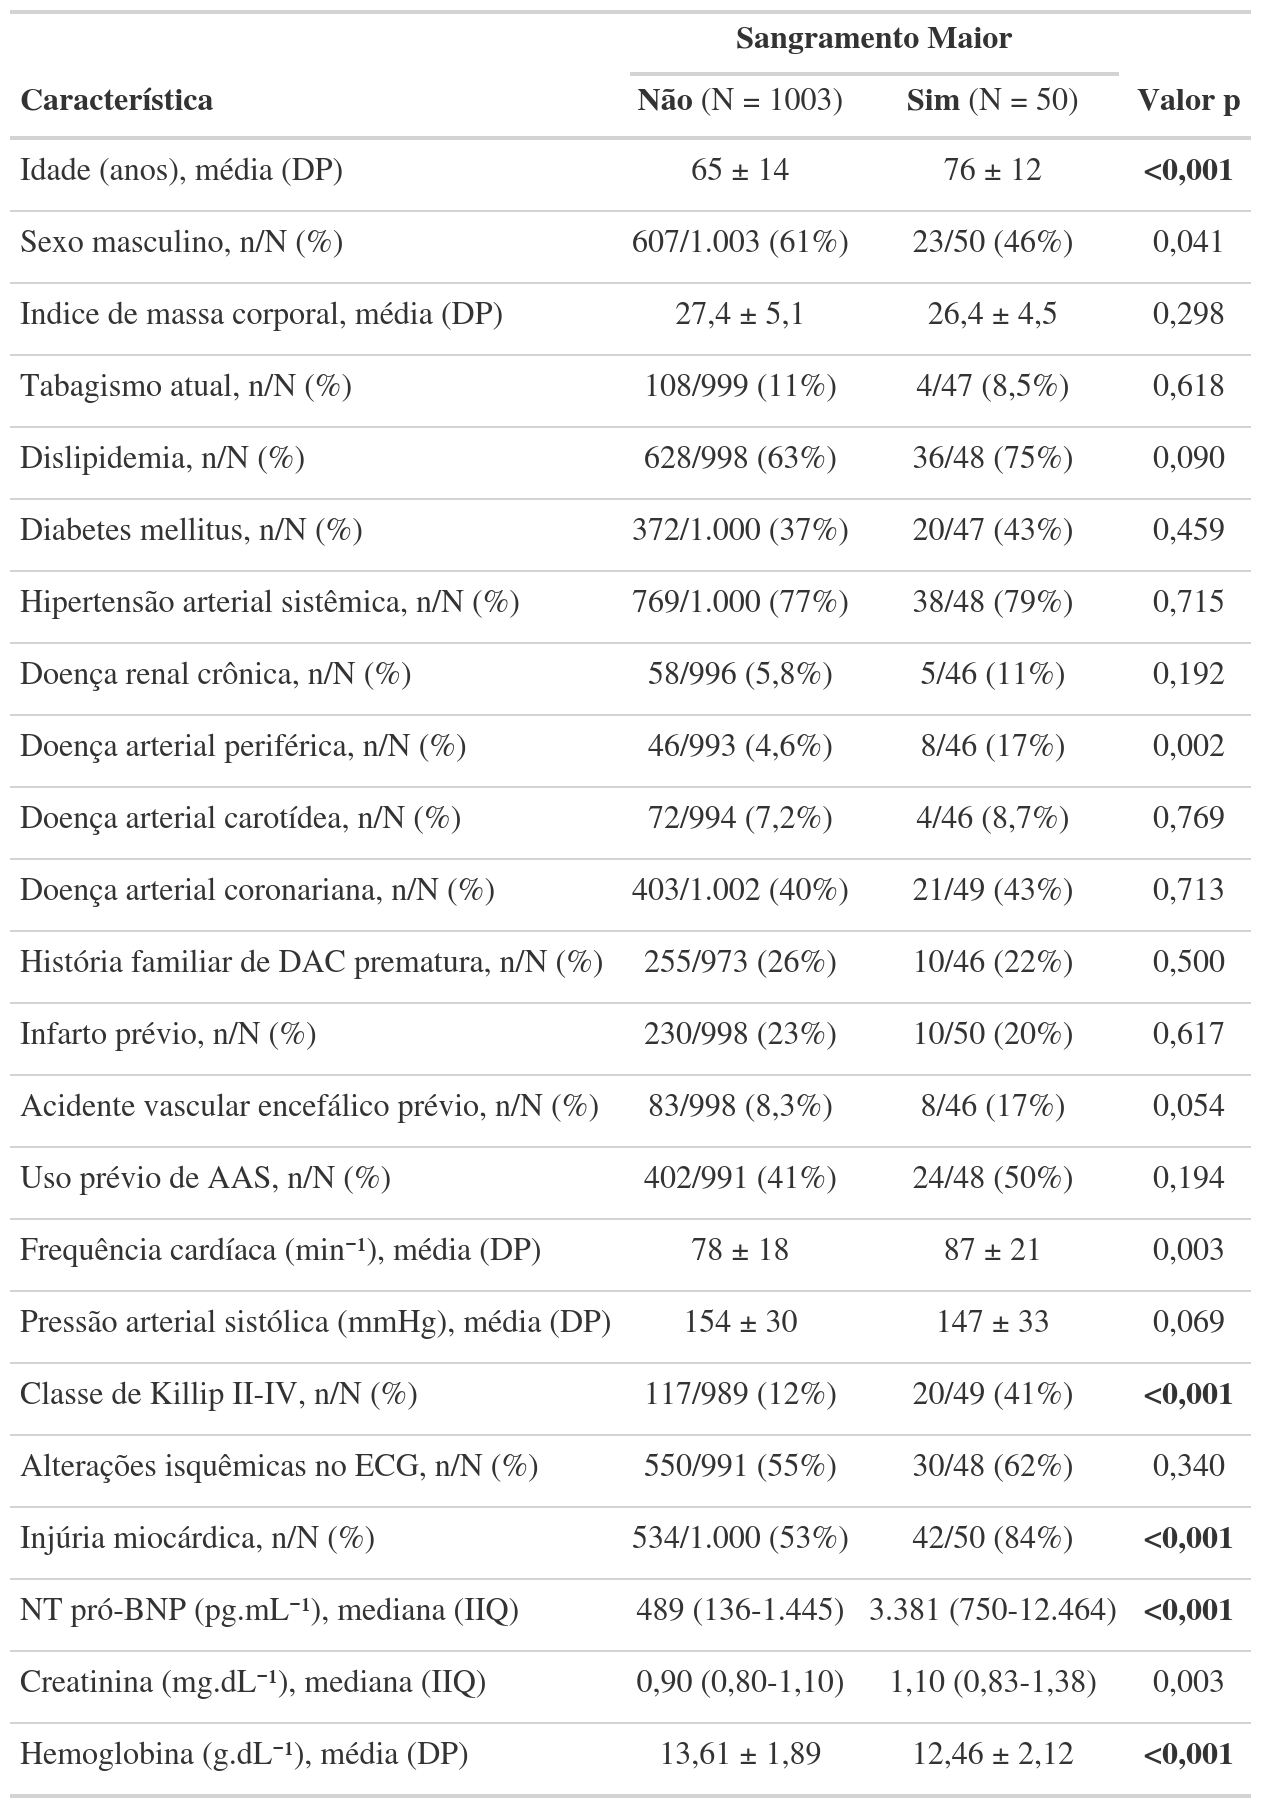 Sangramento Maior
Característica Não (N = 1003) Sim (N = 50) Valor p
Idade (anos), média (DP) 65 ± 14 76 ± 12 <0,001
Sexo masculino, n/N (%) 607/1.003 (61%) 23/50 (46%) 0,041
Indice de massa corporal, média (DP) 27,4 ± 5,1 26,4 ± 4,5 0,298
Tabagismo atual, n/N (%) 108/999 (11%) 4/47 (8,5%) 0,618
Dislipidemia, n/N (%) 628/998 (63%) 36/48 (75%) 0,090
Diabetes mellitus, n/N (%) 372/1.000 (37%) 20/47 (43%) 0,459
Hipertensão arterial sistêmica, n/N (%) 769/1.000 (77%) 38/48 (79%) 0,715
Doença renal crônica, n/N (%) 58/996 (5,8%) 5/46 (11%) 0,192
Doença arterial periférica, n/N (%) 46/993 (4,6%) 8/46 (17%) 0,002
Doença arterial carotídea, n/N (%) 72/994 (7,2%) 4/46 (8,7%) 0,769
Doença arterial coronariana, n/N (%) 403/1.002 (40%) 21/49 (43%) 0,713
História familiar de DAC prematura, n/N (%) 255/973 (26%) 10/46 (22%) 0,500
Infarto prévio, n/N (%) 230/998 (23%) 10/50 (20%) 0,617
Acidente vascular encefálico prévio, n/N (%) 83/998 (8,3%) 8/46 (17%) 0,054
Uso prévio de AAS, n/N (%) 402/991 (41%) 24/48 (50%) 0,194
Frequência cardíaca (min⁻¹), média (DP) 78 ± 18 87 ± 21 0,003
Pressão arterial sistólica (mmHg), média (DP) 154 ± 30 147 ± 33 0,069
Classe de Killip II-IV, n/N (%) 117/989 (12%) 20/49 (41%) <0,001
Alterações isquêmicas no ECG, n/N (%) 550/991 (55%) 30/48 (62%) 0,340
Injúria miocárdica, n/N (%) 534/1.000 (53%) 42/50 (84%) <0,001
NT pró-BNP (pg.mL⁻¹), mediana (IIQ) 489 (136-1.445) 3.381 (750-12.464) <0,001
Creatinina (mg.dL⁻¹), mediana (IIQ) 0,90 (0,80-1,10) 1,10 (0,83-1,38) 0,003
Hemoglobina (g.dL⁻¹), média (DP) 13,61 ± 1,89 12,46 ± 2,12 <0,001